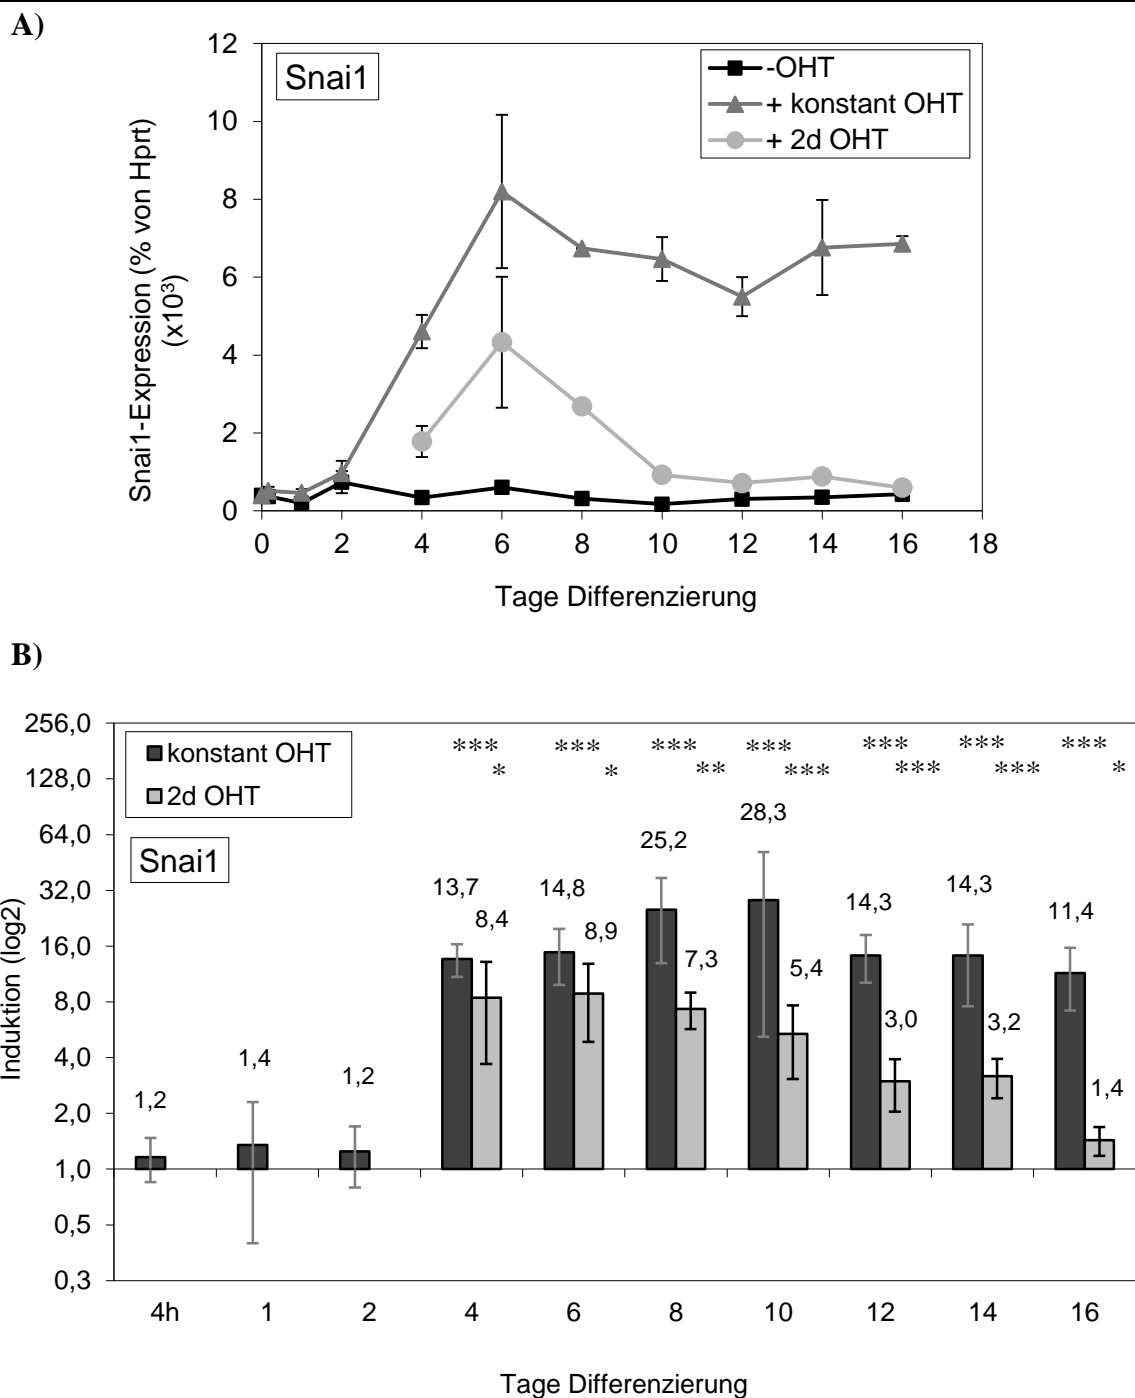 A)
Snai1
-OHT
+ konstant OHT
+ 2d OHT
Snai1-Expression (% von Hprt)
(x10³)
12
10
8
6
4
2
0
0 2 4 6 8 10 12 14 16 18
Tage Differenzierung
B)
konstant OHT
2d OHT
Snai1
Induktion (log2)
256,0
128,0
64,0
32,0
16,0
8,0
4,0
2,0
1,0
0,5
0,3
*** *** *** *** *** *** ***
* * ** *** *** *** *
1,2 1,4 1,2 13,7 14,8 25,2 28,3 14,3 14,3 11,4
8,4 8,9 7,3 5,4 3,0 3,2 1,4
4h 1 2 4 6 8 10 12 14 16
Tage Differenzierung